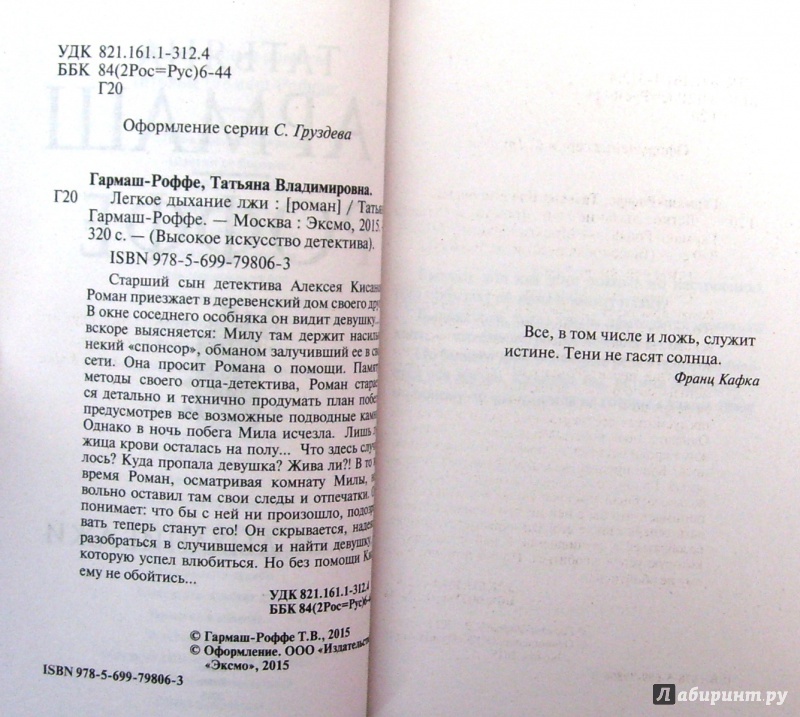 УДК 821.161.1-312.4
ББК 84(2Рос=Рус)6-44
Г20
Оформление серии С. Груздева
Гармаш-Роффе, Татьяна Владимировна.
Г20 Легкое дыхание лжи : [роман] / Татья
Гармаш-Роффе. — Москва : Эксмо, 2015.
320 с. — (Высокое искусство детектива).
ISBN 978-5-699-79806-3
Старший сын детектива Алексея Кисан
Роман приезжает в деревенский дом своего дру
В окне соседнего особняка он видит девушку...
вскоре выясняется: Милу там держит насиль
некий «спонсор», обманом залучивший ее в св
сети. Она просит Романа о помощи. Памят
методы своего отца-детектива, Роман стара
ся детально и технично продумать план побе
предусмотрев все возможные подводные камн
Однако в ночь побега Мила исчезла. Лишь л
жица крови осталась на полу... Что здесь случ
лось? Куда пропала девушка? Жива ли?! В то
время Роман, осматривая комнату Милы,
вольно оставил там свои следы и отпечатки.
понимает: что бы с ней ни произошло, подозр
вать теперь станут его! Он скрывается, надея
разобраться в случившемся и найти девушку
которую успел влюбиться. Но без помощи Ки
ему не обойтись...
УДК 821.161.1-312.4
ББК 84(2Рос=Рус)6-4
© Гармаш-Роффе Т.В., 2015
© Оформление. ООО «Издательств
«Эксмо», 2015
ISBN 978-5-699-79806-3
Все, в том числе и ложь, служит
истине. Тени не гасят солнца.
Франц Кафка
Лабиринт.ру